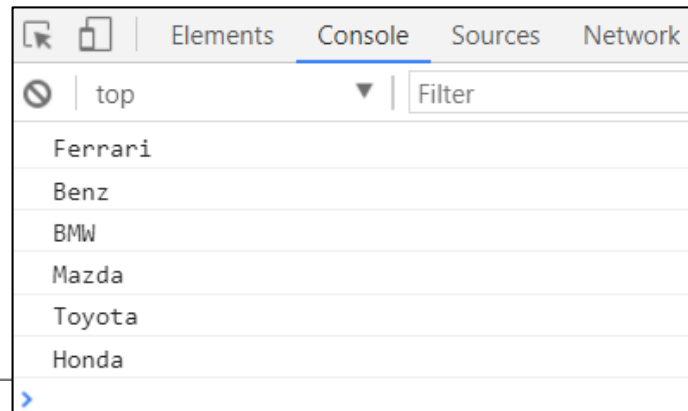 Elements Console Sources Network
top Filter
Ferrari
Benz
BMW
Mazda
Toyota
Honda